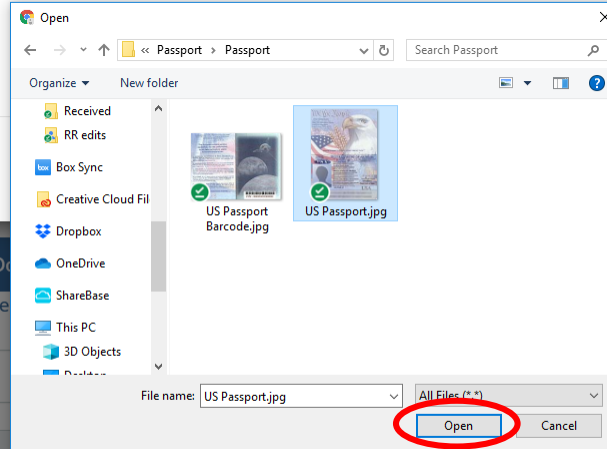 Open
« Passport > Passport
Search Passport
Organize
New folder
Received
RR edits
box
Box Sync
Creative Cloud Fil
Dropbox
OneDrive
ShareBase
This PC
3D Objects
Desktop
US Passport
Barcode.jpg
US Passport.jpg
File name:
US Passport.jpg
All Files (*.*)
Open
Cancel